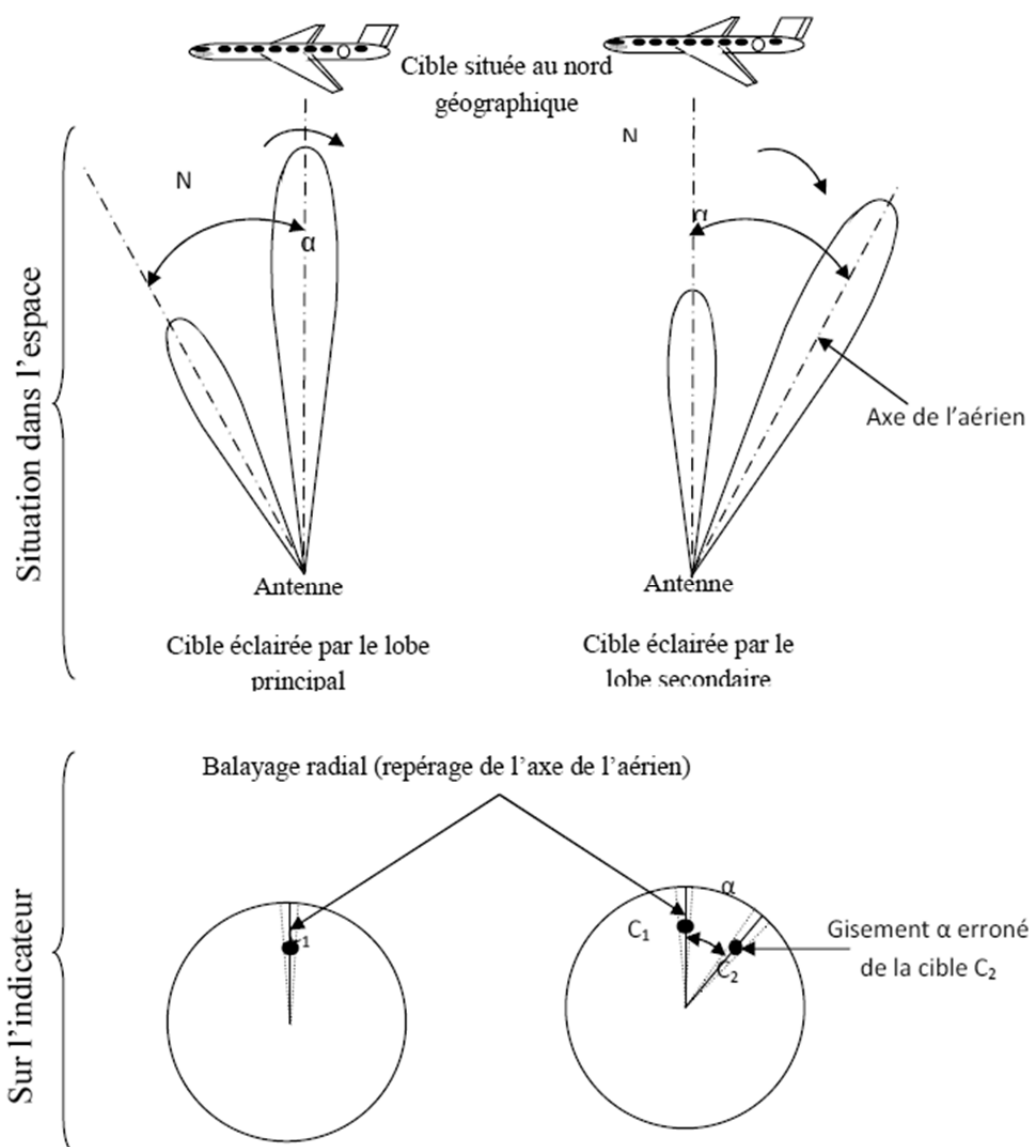 Cible située au nord
géographique
N
α
N
α
Axe de l'aérien
Situation dans l'espace
Antenne
Antenne
Cible éclairée par le lobe
principal
Cible éclairée par le
lobe secondaire
Balayage radial (repérage de l'axe de l'aérien)
Sur l'indicateur
1
C₁
α
C₂
Gisement α erroné
de la cible C₂